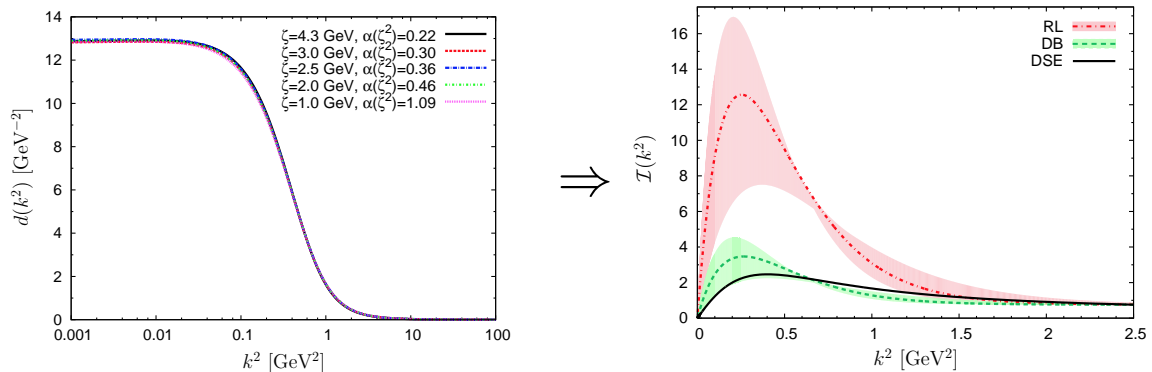 14
12
10
8
6
4
2
0
0.001
0.01
0.1
1
10
100
d(k²) [GeV⁻²]
k² [GeV²]
ζ=4.3 GeV, α(ζ²)=0.22
ζ=3.0 GeV, α(ζ²)=0.30
ζ=2.5 GeV, α(ζ²)=0.36
ζ=2.0 GeV, α(ζ²)=0.46
ζ=1.0 GeV, α(ζ²)=1.09
⇒
16
14
12
10
8
6
4
2
0
0
0.5
1
1.5
2
2.5
I(k²)
k² [GeV²]
RL
DB
DSE